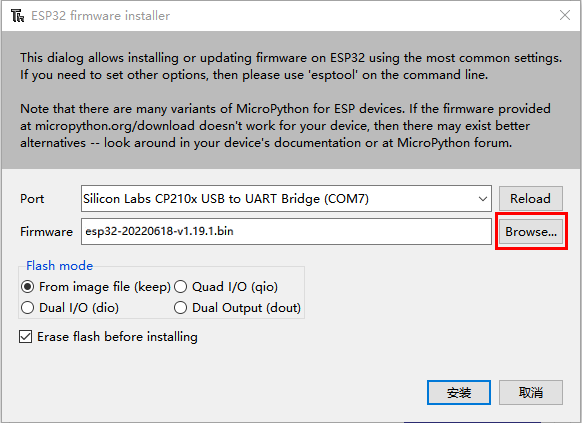 ESP32 firmware installer
This dialog allows installing or updating firmware on ESP32 using the most common settings.
If you need to set other options, then please use 'esptool' on the command line.
Note that there are many variants of MicroPython for ESP devices. If the firmware provided
at micropython.org/download doesn't work for your device, then there may exist better
alternatives -- look around in your device's documentation or at MicroPython forum.
Port Silicon Labs CP210x USB to UART Bridge (COM7) Reload
Firmware esp32-20220618-v1.19.1.bin Browse...
Flash mode
From image file (keep) Quad I/O (qio)
Dual I/O (dio) Dual Output (dout)
Erase flash before installing
安装 取消